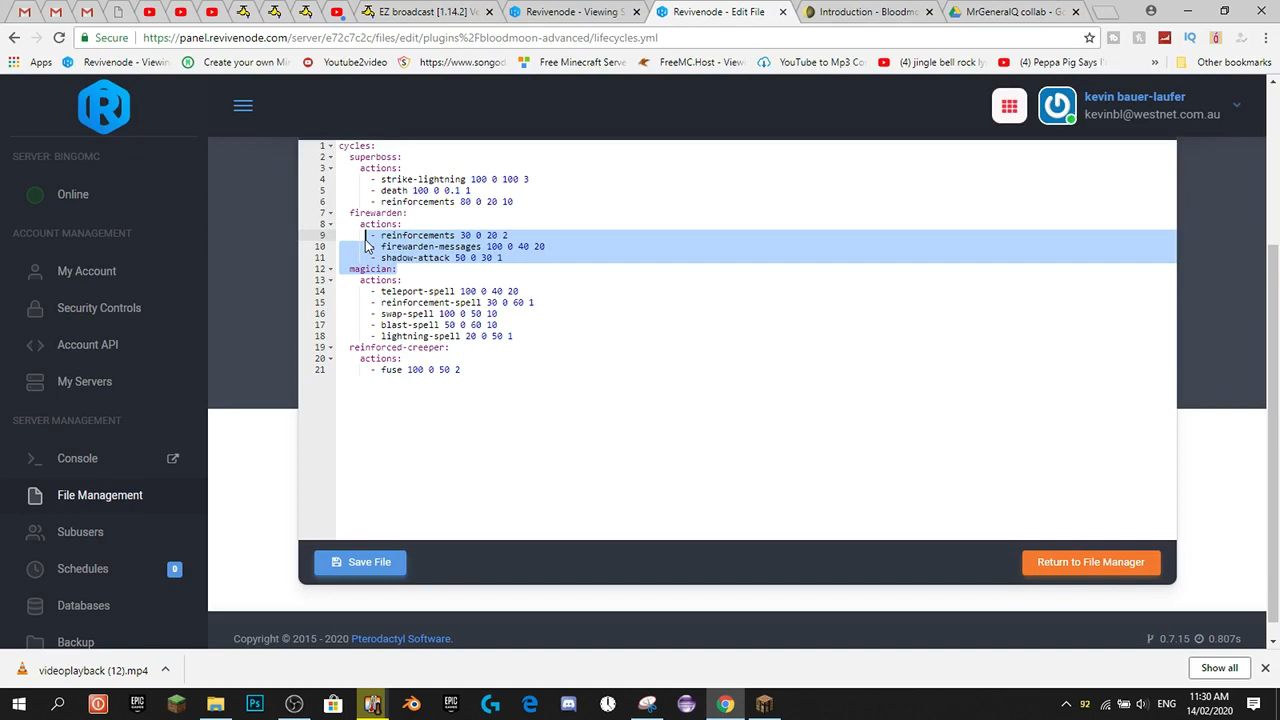 EZ broadcast [1.14.2]
Revivenode - Viewing S
Revivenode - Edit File
Introduction - Bloodmo
MrGeneralQ collab - Go
Secure
https://panel.revivenode.com/server/e72c7c2c/files/edit/plugins%2Fbloodmoon-advanced/lifecycles.yml
Apps
Revivenode - Viewin
Create your own Mi
Youtube2video
https://www.songod
Free Minecraft Serve
FreeMC.Host - Viewi
YouTube to Mp3 Co
(4) jingle bell rock ly
(4) Peppa Pig Says I
Other bookmarks
kevin bauer-laufer
kevinbl@westnet.com.au
SERVER: BINGOMC
Online
ACCOUNT MANAGEMENT
My Account
Security Controls
Account API
My Servers
SERVER MANAGEMENT
Console
File Management
Subusers
Schedules
0
Databases
Backup
1 cycles:
2 superboss:
3 actions:
4 - strike-lightning 100 0 100 3
5 - death 100 0 0.1 1
6 - reinforcements 80 0 20 10
7 firewarden:
8 actions:
9 - reinforcements 30 0 20 2
10 - firewarden-messages 100 0 40 20
11 - shadow-attack 50 0 30 1
12 magician:
13 actions:
14 - teleport-spell 100 0 40 20
15 - reinforcement-spell 30 0 60 1
16 - swap-spell 100 0 50 10
17 - blast-spell 50 0 60 10
18 - lightning-spell 20 0 50 1
19 reinforced-creeper:
20 actions:
21 - fuse 100 0 50 2
Save File
Return to File Manager
Copyright © 2015 - 2020 Pterodactyl Software.
0.7.15
0.807s
videoplayback (12).mp4
Show all
92
ENG
11:30 AM
14/02/2020